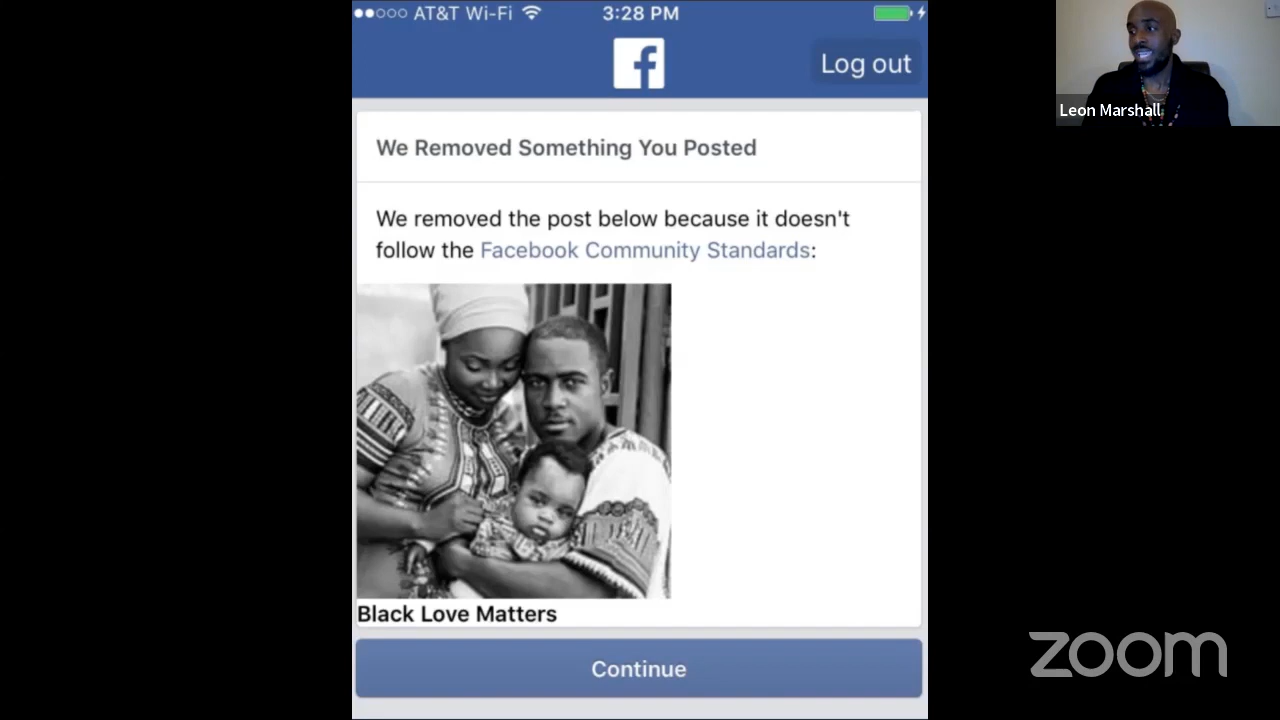 AT&T Wi-Fi 3:28 PM
Log out
Leon Marshall
We Removed Something You Posted
We removed the post below because it doesn't
follow the Facebook Community Standards:
Black Love Matters
Continue
zoom